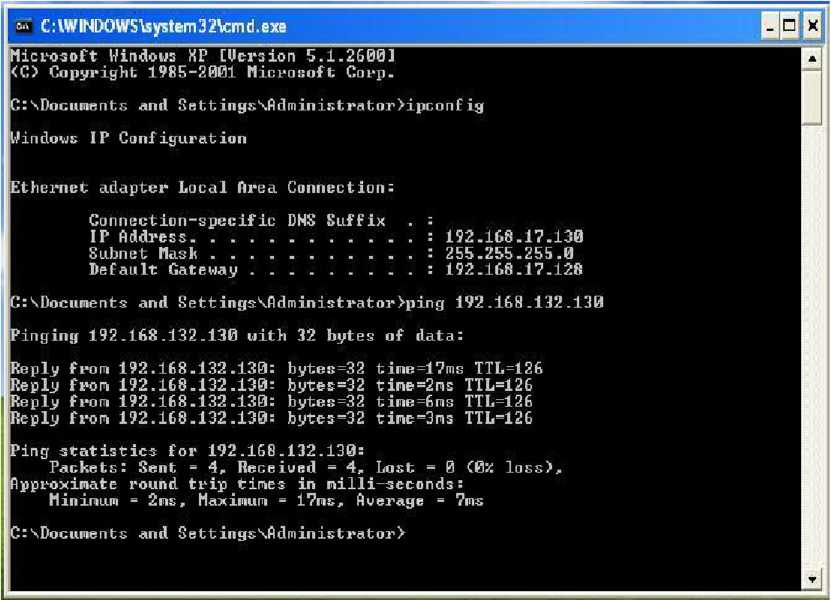 C:\WINDOWS\system32\cmd.exe
Microsoft Windows XP [Version 5.1.2600]
(C) Copyright 1985-2001 Microsoft Corp.
C:\Documents and Settings\Administrator>ipconfig
Windows IP Configuration
Ethernet adapter Local Area Connection:
Connection-specific DNS Suffix . :
IP Address. . . . . . . . . . . . : 192.168.17.130
Subnet Mask . . . . . . . . . . . : 255.255.255.0
Default Gateway . . . . . . . . . : 192.168.17.128
C:\Documents and Settings\Administrator>ping 192.168.132.130
Pinging 192.168.132.130 with 32 bytes of data:
Reply from 192.168.132.130: bytes=32 time=17ms TTL=126
Reply from 192.168.132.130: bytes=32 time=2ms TTL=126
Reply from 192.168.132.130: bytes=32 time=6ms TTL=126
Reply from 192.168.132.130: bytes=32 time=3ms TTL=126
Ping statistics for 192.168.132.130:
Packets: Sent = 4, Received = 4, Lost = 0 (0% loss),
Approximate round trip times in milli-seconds:
Minimum = 2ms, Maximum = 17ms, Average = 7ms
C:\Documents and Settings\Administrator>